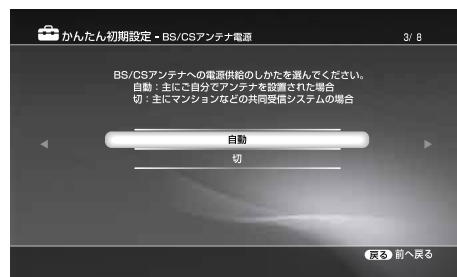 かんたん初期設定 - BS/CSアンテナ電源 3/ 8
BS/CSアンテナへの電源供給のしかたを選んでください。
自動：主にご自分でアンテナを設置された場合
切：主にマンションなどの共同受信システムの場合
自動
切
戻る 前へ戻る